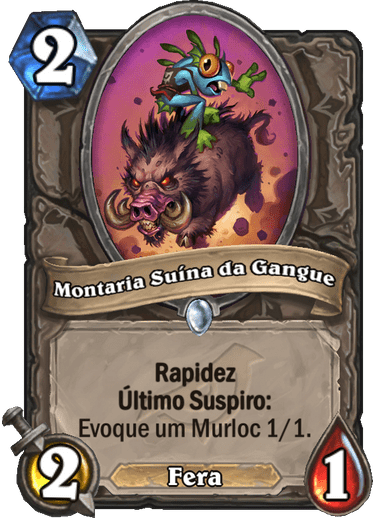 2
Montaria Suína da Gangue
Rapidez
Último Suspiro:
Evoque um Murloc 1/1.
2
Fera
1